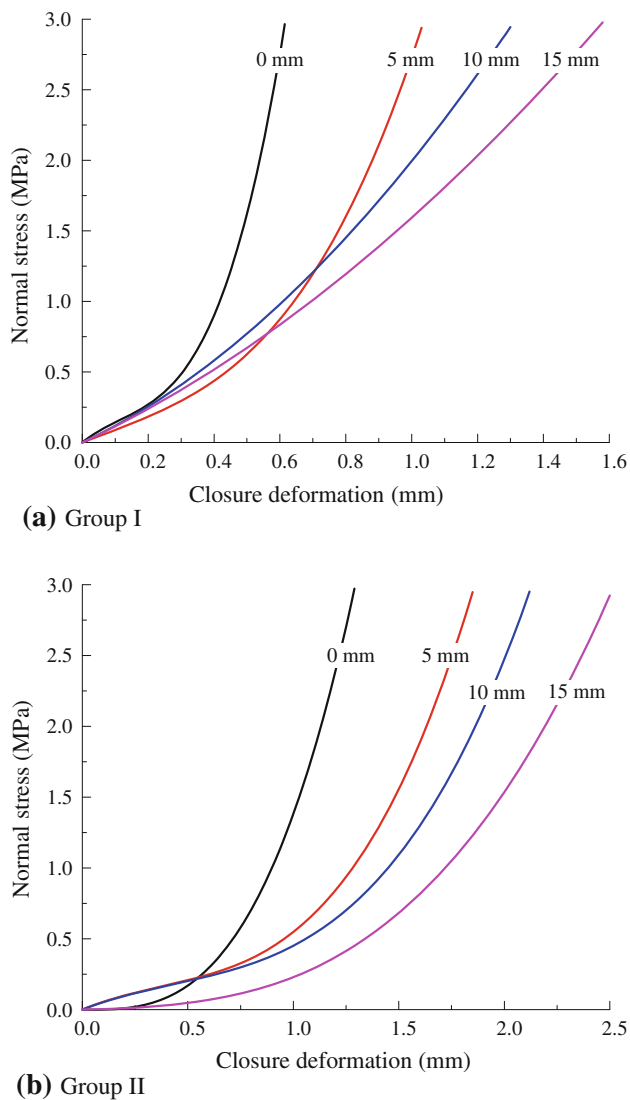 3.0
2.5
2.0
1.5
1.0
0.5
0.0
Normal stress (MPa)
0 mm
5 mm
10 mm
15 mm
0.0 0.2 0.4 0.6 0.8 1.0 1.2 1.4 1.6
Closure deformation (mm)
(a) Group I
3.0
2.5
2.0
1.5
1.0
0.5
0.0
Normal stress (MPa)
0 mm
5 mm
10 mm
15 mm
0.0 0.5 1.0 1.5 2.0 2.5
Closure deformation (mm)
(b) Group II